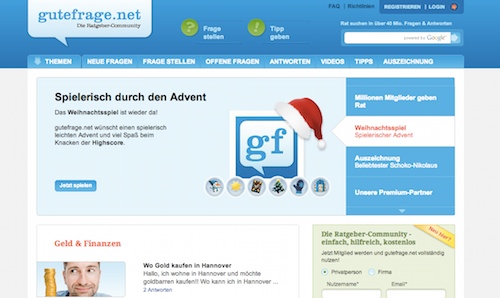 gutefrage.net
Die Ratgeber-Community
Frage stellen
Tipp geben
FAQ
REGISTRIEREN | LOGIN
Rat suchen in über 40 Mio. Fragen & Antworten
powered by Google
THEMEN
NEUE FRAGEN
FRAGE STELLEN
OFFENE FRAGEN
ANTWORTEN
VIDEOS
TIPPS
AUSZEICHNUNG
Spielerisch durch den Advent
Das Weihnachtsspiel ist wieder da!
gutefrage.net wünscht einen spielerisch
leichten Advent und viel Spaß beim
Knacken der Highscore.
Jetzt spielen
gf
Millionen Mitglieder geben
Rat
Weihnachtsspiel
Spielerischer Advent
Auszeichnung
Beliebtester Schoko-Nikolaus
Unsere Premium-Partner
Geld & Finanzen
Wo Gold kaufen in Hannover
Hallo, ich wohne in Hannover und möchte
goldbarren kaufen!! Wo kann ich in Hannover ...
2 Antworten
Neu hier?
Die Ratgeber-Community -
einfach, hilfreich, kostenlos
Jetzt Mitglied werden und gutefrage.net vollständig
nutzen!
Privatperson
Firma
Nutzername*
Email*